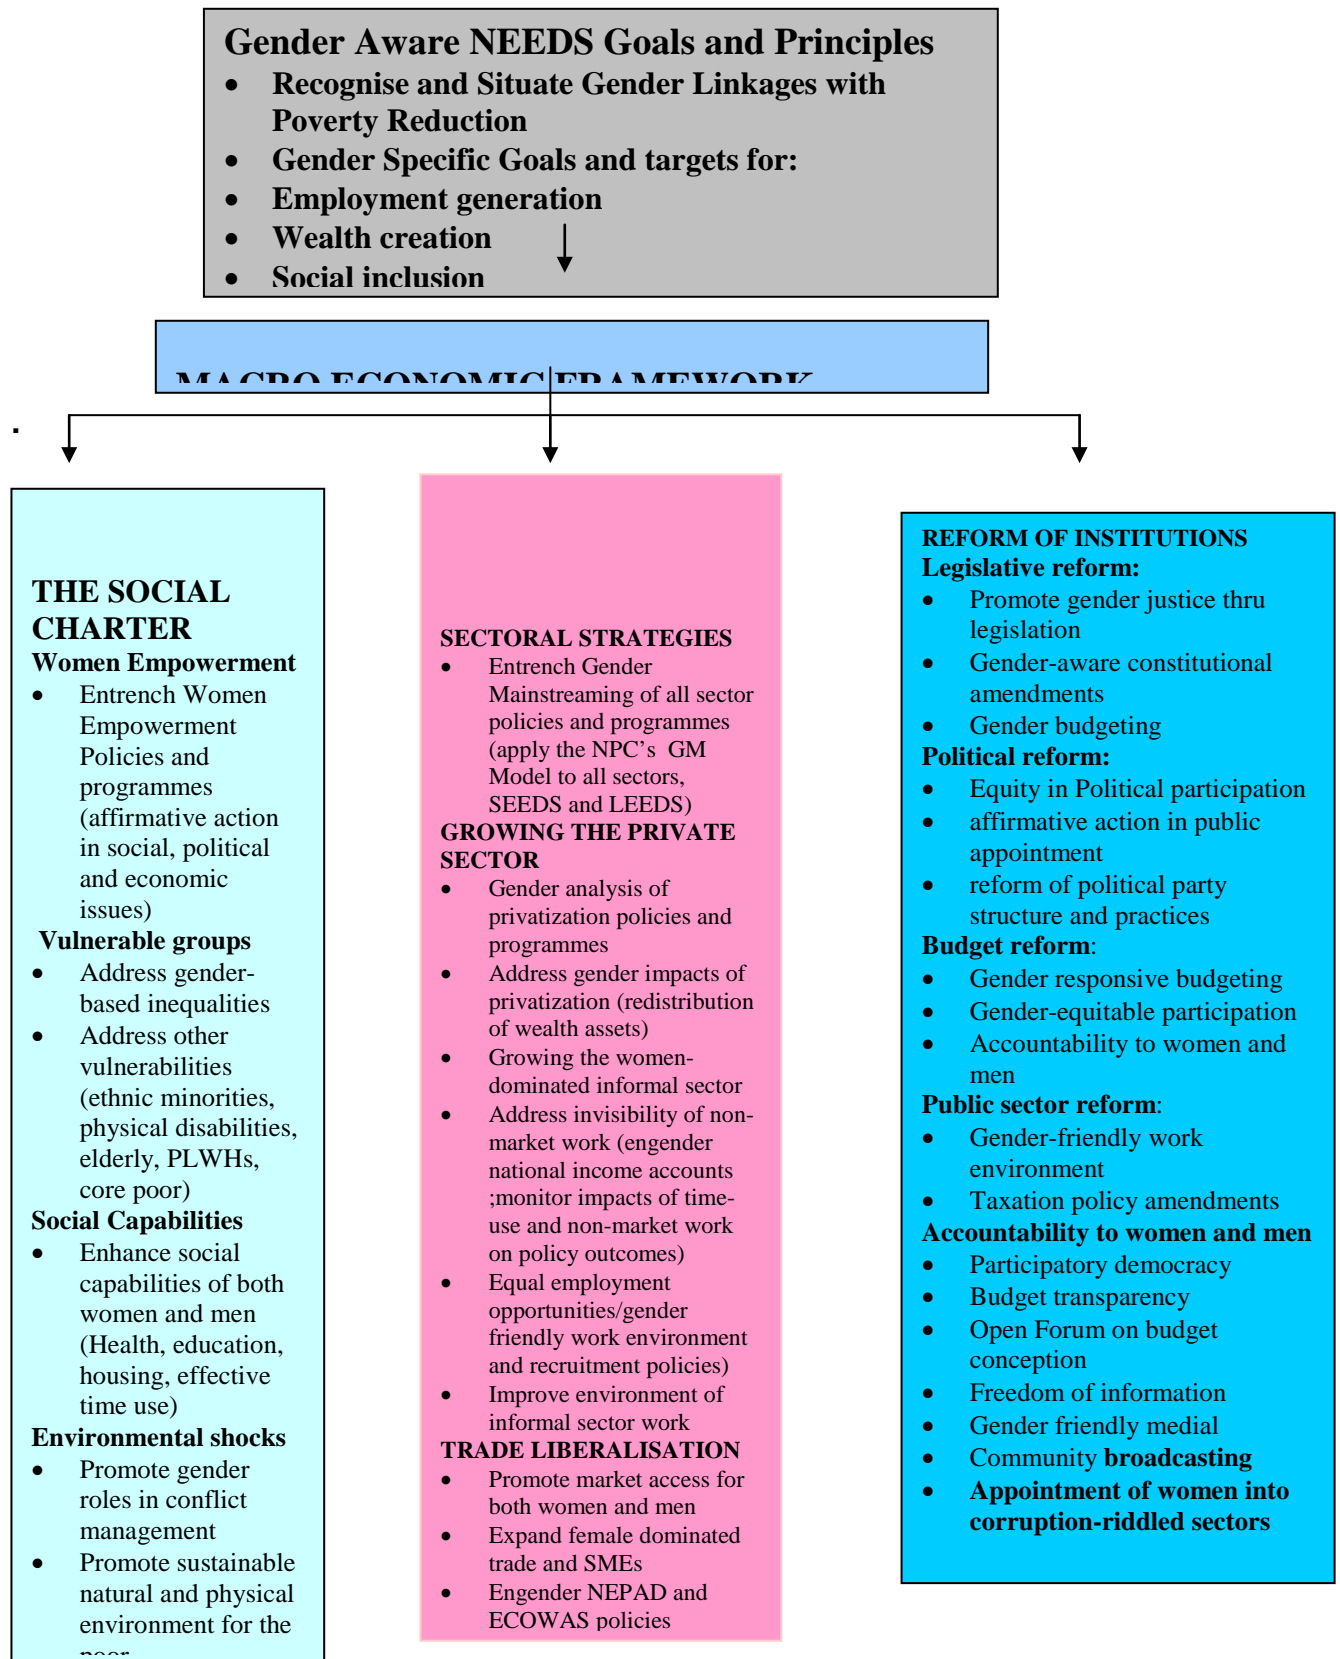 Gender Aware NEEDS Goals and Principles
• Recognise and Situate Gender Linkages with
Poverty Reduction
• Gender Specific Goals and targets for:
• Employment generation
• Wealth creation
• Social inclusion
MACRO ECONOMIC FRAMEWORK
.
THE SOCIAL
CHARTER
Women Empowerment
• Entrench Women
Empowerment
Policies and
programmes
(affirmative action
in social, political
and economic
issues)
Vulnerable groups
• Address gender-
based inequalities
• Address other
vulnerabilities
(ethnic minorities,
physical disabilities,
elderly, PLWHs,
core poor)
Social Capabilities
• Enhance social
capabilities of both
women and men
(Health, education,
housing, effective
time use)
Environmental shocks
• Promote gender
roles in conflict
management
• Promote sustainable
natural and physical
environment for the
poor
SECTORAL STRATEGIES
• Entrench Gender
Mainstreaming of all sector
policies and programmes
(apply the NPC’s GM
Model to all sectors,
SEEDS and LEEDS)
GROWING THE PRIVATE
SECTOR
• Gender analysis of
privatization policies and
programmes
• Address gender impacts of
privatization (redistribution
of wealth assets)
• Growing the women-
dominated informal sector
• Address invisibility of non-
market work (engender
national income accounts
;monitor impacts of time-
use and non-market work
on policy outcomes)
• Equal employment
opportunities/gender
friendly work environment
and recruitment policies)
• Improve environment of
informal sector work
TRADE LIBERALISATION
• Promote market access for
both women and men
• Expand female dominated
trade and SMEs
• Engender NEPAD and
ECOWAS policies
REFORM OF INSTITUTIONS
Legislative reform:
• Promote gender justice thru
legislation
• Gender-aware constitutional
amendments
• Gender budgeting
Political reform:
• Equity in Political participation
• affirmative action in public
appointment
• reform of political party
structure and practices
Budget reform:
• Gender responsive budgeting
• Gender-equitable participation
• Accountability to women and
men
Public sector reform:
• Gender-friendly work
environment
• Taxation policy amendments
Accountability to women and men
• Participatory democracy
• Budget transparency
• Open Forum on budget
conception
• Freedom of information
• Gender friendly medial
• Community broadcasting
• Appointment of women into
corruption-riddled sectors